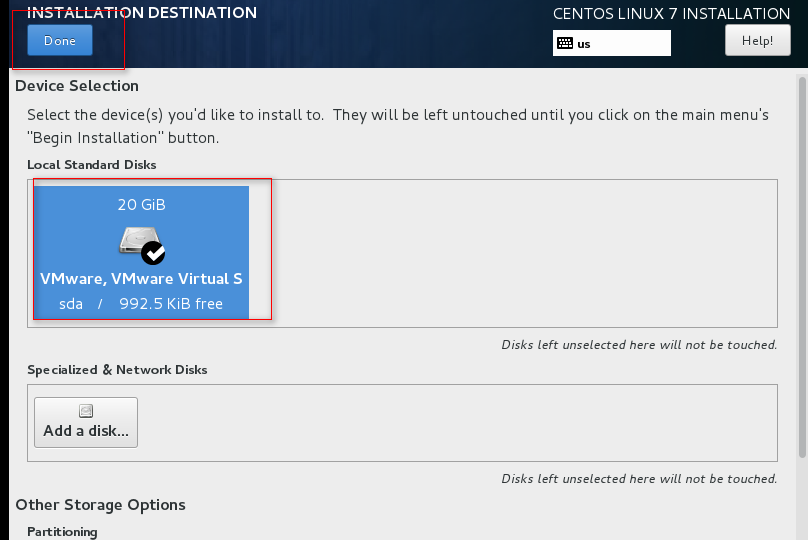 INSTALLATION DESTINATION
CENTOS LINUX 7 INSTALLATION
Done
us
Help!
Device Selection
Select the device(s) you'd like to install to.  They will be left untouched until you click on the main menu's
"Begin Installation" button.
Local Standard Disks
20 GiB
VMware, VMware Virtual S
sda / 992.5 KiB free
Disks left unselected here will not be touched.
Specialized & Network Disks
Add a disk...
Disks left unselected here will not be touched.
Other Storage Options
Partitioning